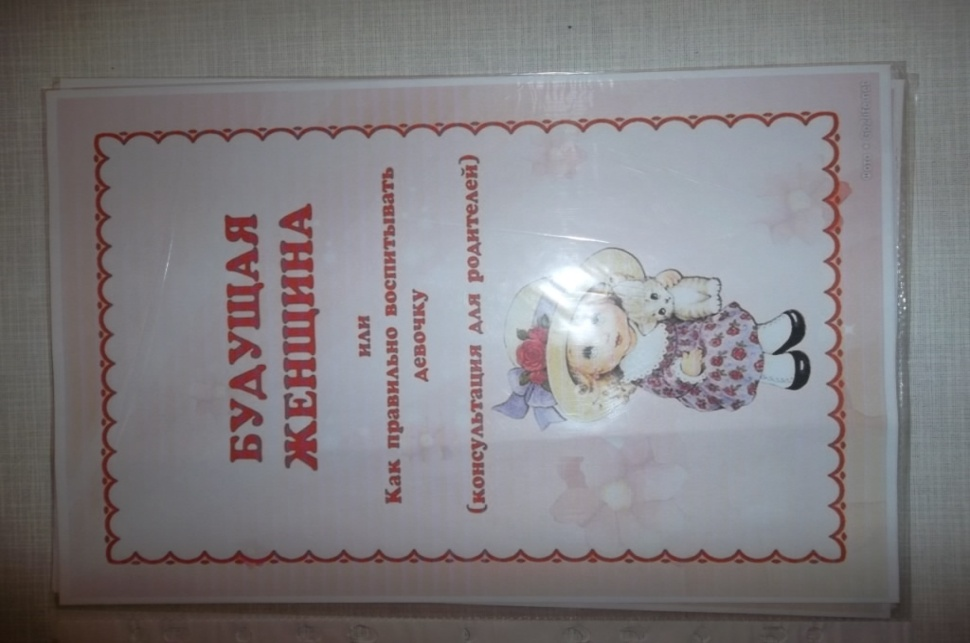 БУДУЩАЯ
ЖЕНЩИНА
или
Как правильно воспитывать
девочку
(консультация для родителей)